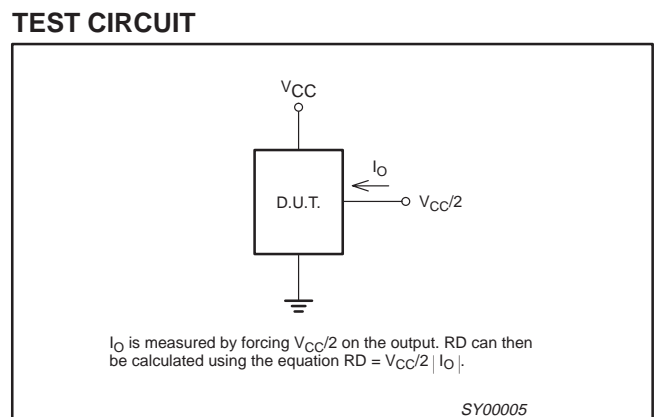 TEST CIRCUIT
VCC
IO
D.U.T.
VCC/2
IO is measured by forcing VCC/2 on the output. RD can then
be calculated using the equation RD = VCC/2 | IO |.
SY00005